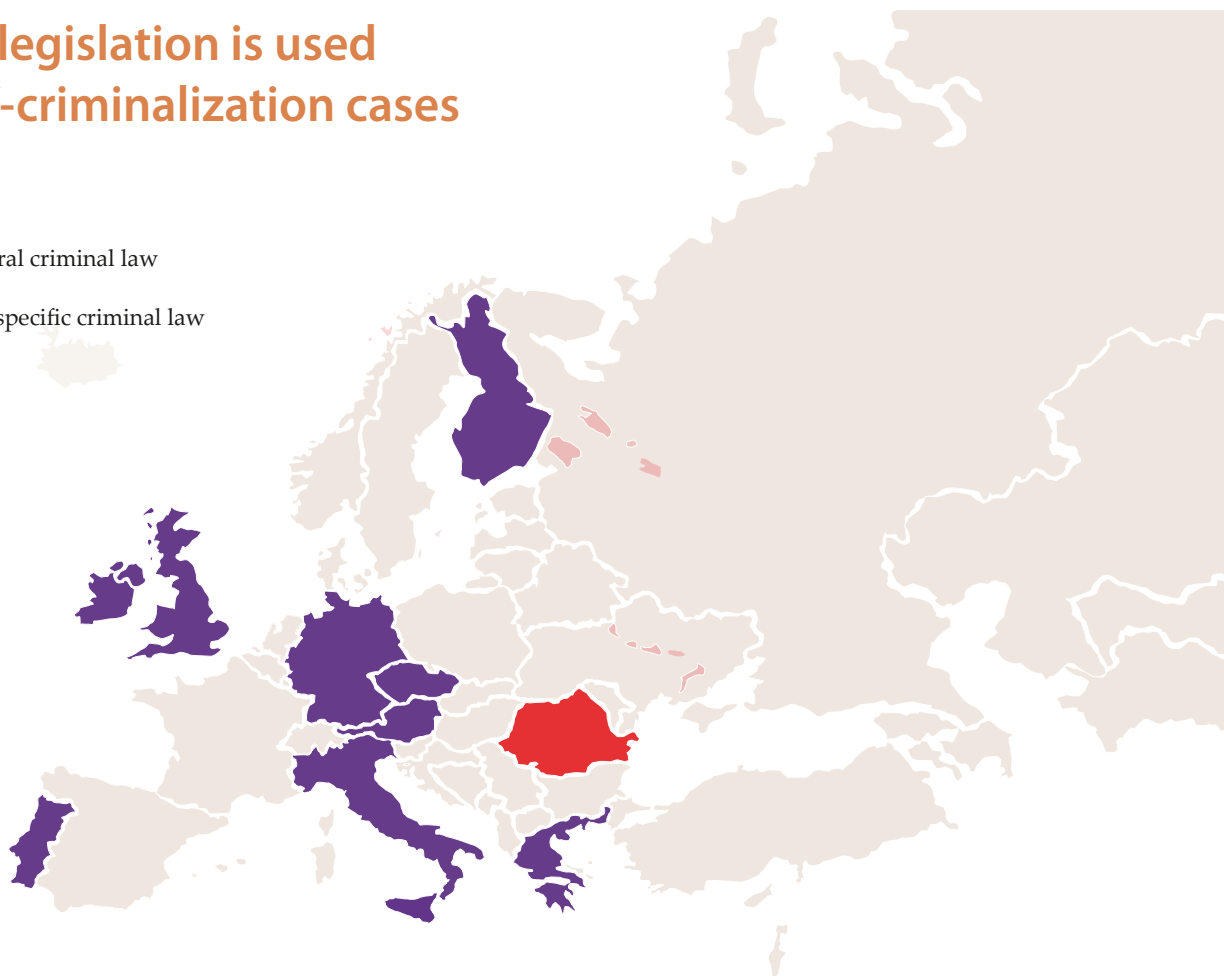 legislation is used
-criminalization cases
ral criminal law
specific criminal law